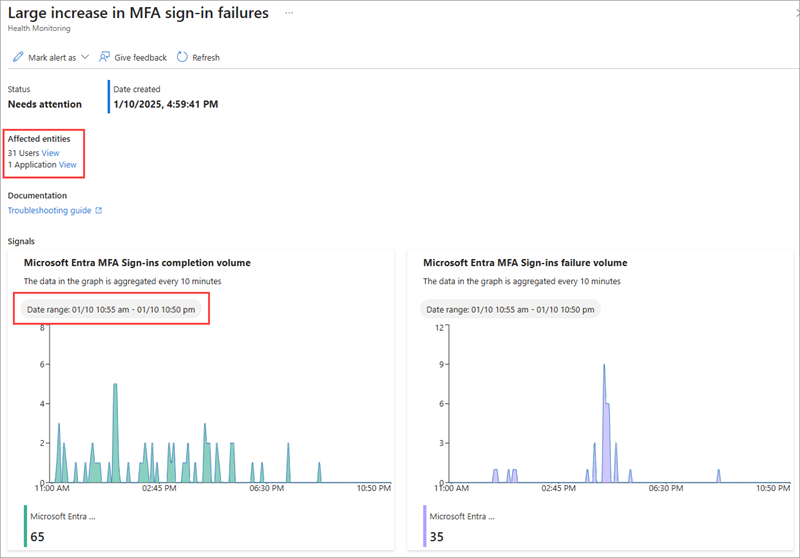 Large increase in MFA sign-in failures ...
Health Monitoring
Mark alert as Give feedback Refresh
Status
Needs attention
Date created
1/10/2025, 4:59:41 PM
Affected entities
31 Users View
1 Application View
Documentation
Troubleshooting guide
Signals
Microsoft Entra MFA Sign-ins completion volume
The data in the graph is aggregated every 10 minutes
Date range: 01/10 10:55 am - 01/10 10:50 pm
8
6
4
2
0
11:00 AM 02:45 PM 06:30 PM 10:50 PM
Microsoft Entra ...
65
Microsoft Entra MFA Sign-ins failure volume
The data in the graph is aggregated every 10 minutes
Date range: 01/10 10:55 am - 01/10 10:50 pm
12
9
6
3
0
11:00 AM 02:45 PM 06:30 PM 10:50 PM
Microsoft Entra ...
35